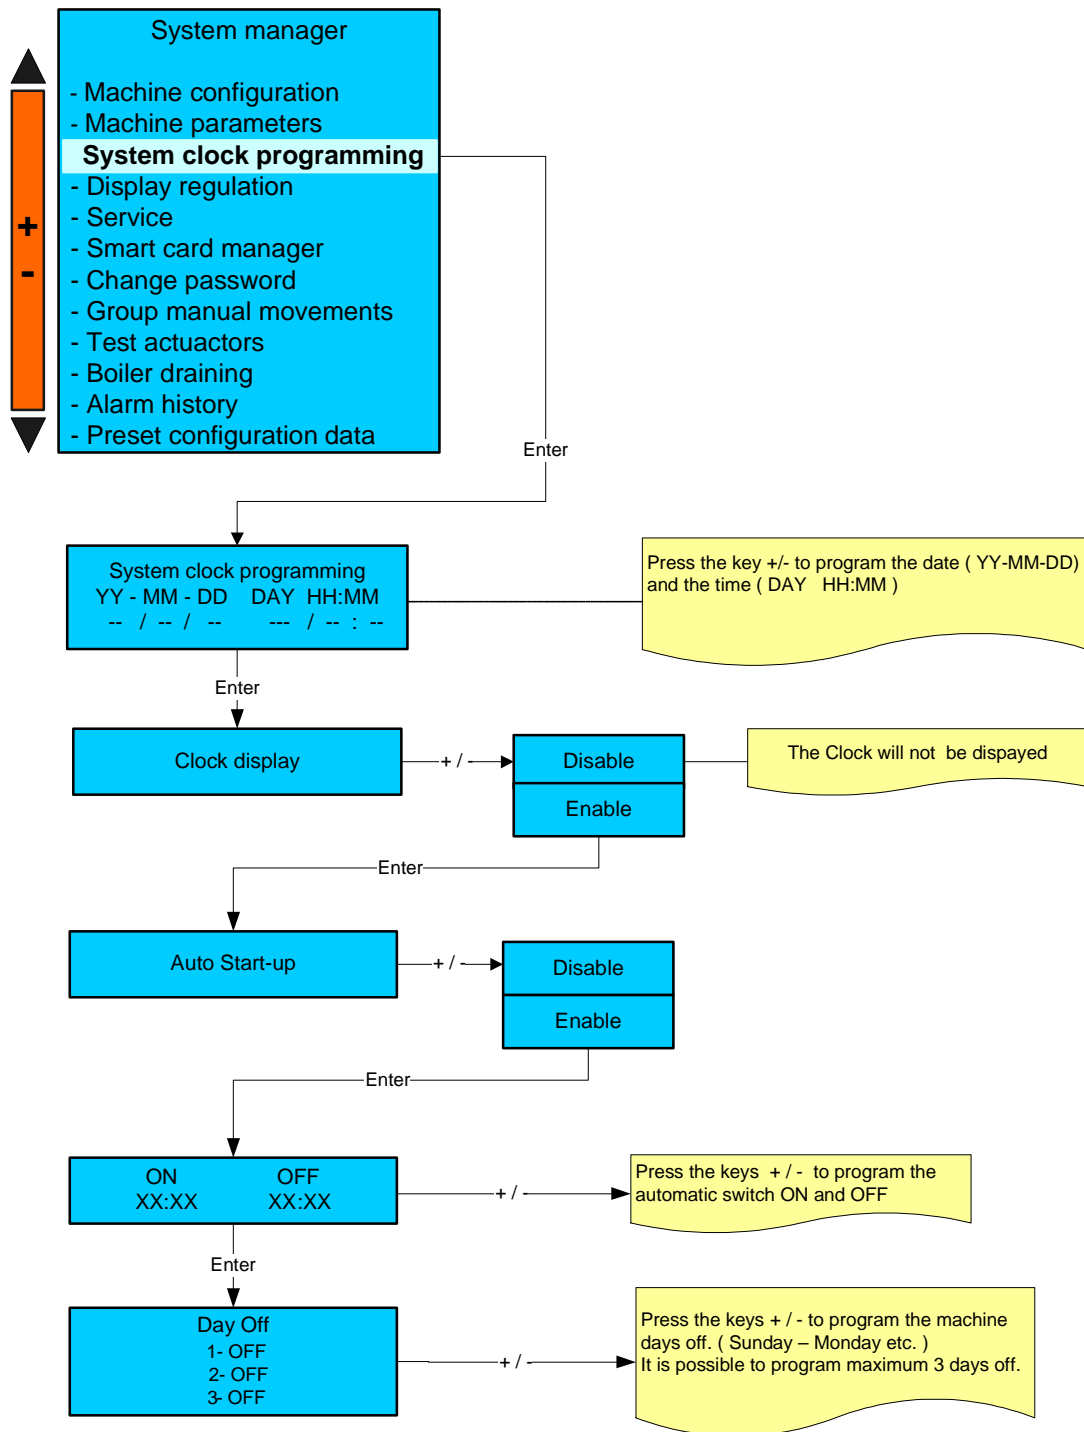 System manager
- Machine configuration
- Machine parameters
System clock programming
- Display regulation
- Service
- Smart card manager
- Change password
- Group manual movements
- Test actuactors
- Boiler draining
- Alarm history
- Preset configuration data
+
-
Enter
System clock programming
YY - MM - DD DAY HH:MM
-- / -- / -- --- / -- : --
Press the key +/- to program the date ( YY-MM-DD)
and the time ( DAY HH:MM )
Enter
Clock display
+ / -
Disable
Enable
The Clock will not be dispayed
Enter
Auto Start-up
+ / -
Disable
Enable
Enter
ON OFF
XX:XX XX:XX
+ / -
Press the keys + / - to program the
automatic switch ON and OFF
Enter
Day Off
1- OFF
2- OFF
3- OFF
+ / -
Press the keys + / - to program the machine
days off. ( Sunday – Monday etc. )
It is possible to program maximum 3 days off.